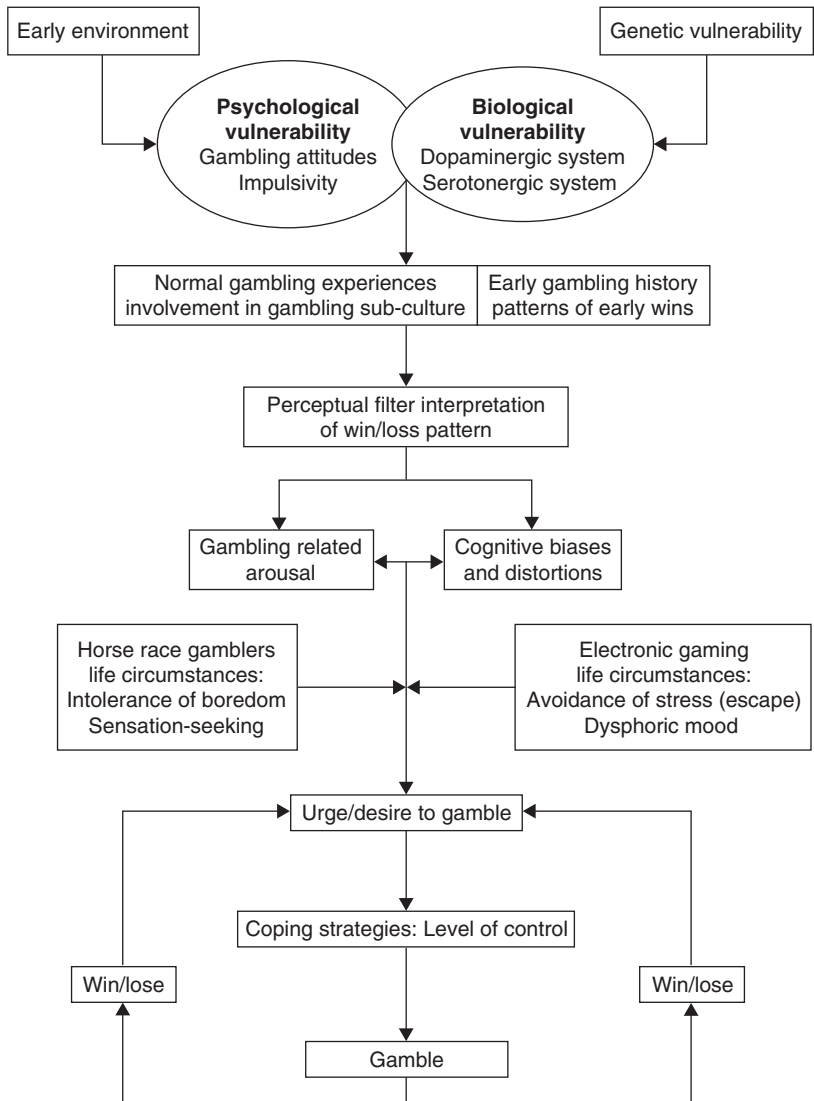 Early environment
Genetic vulnerability
Psychological
vulnerability
Gambling attitudes
Impulsivity
Biological
vulnerability
Dopaminergic system
Serotonergic system
Normal gambling experiences
involvement in gambling sub-culture
Early gambling history
patterns of early wins
Perceptual filter interpretation
of win/loss pattern
Gambling related
arousal
Cognitive biases
and distortions
Horse race gamblers
life circumstances:
Intolerance of boredom
Sensation-seeking
Electronic gaming
life circumstances:
Avoidance of stress (escape)
Dysphoric mood
Urge/desire to gamble
Coping strategies: Level of control
Win/lose
Win/lose
Gamble